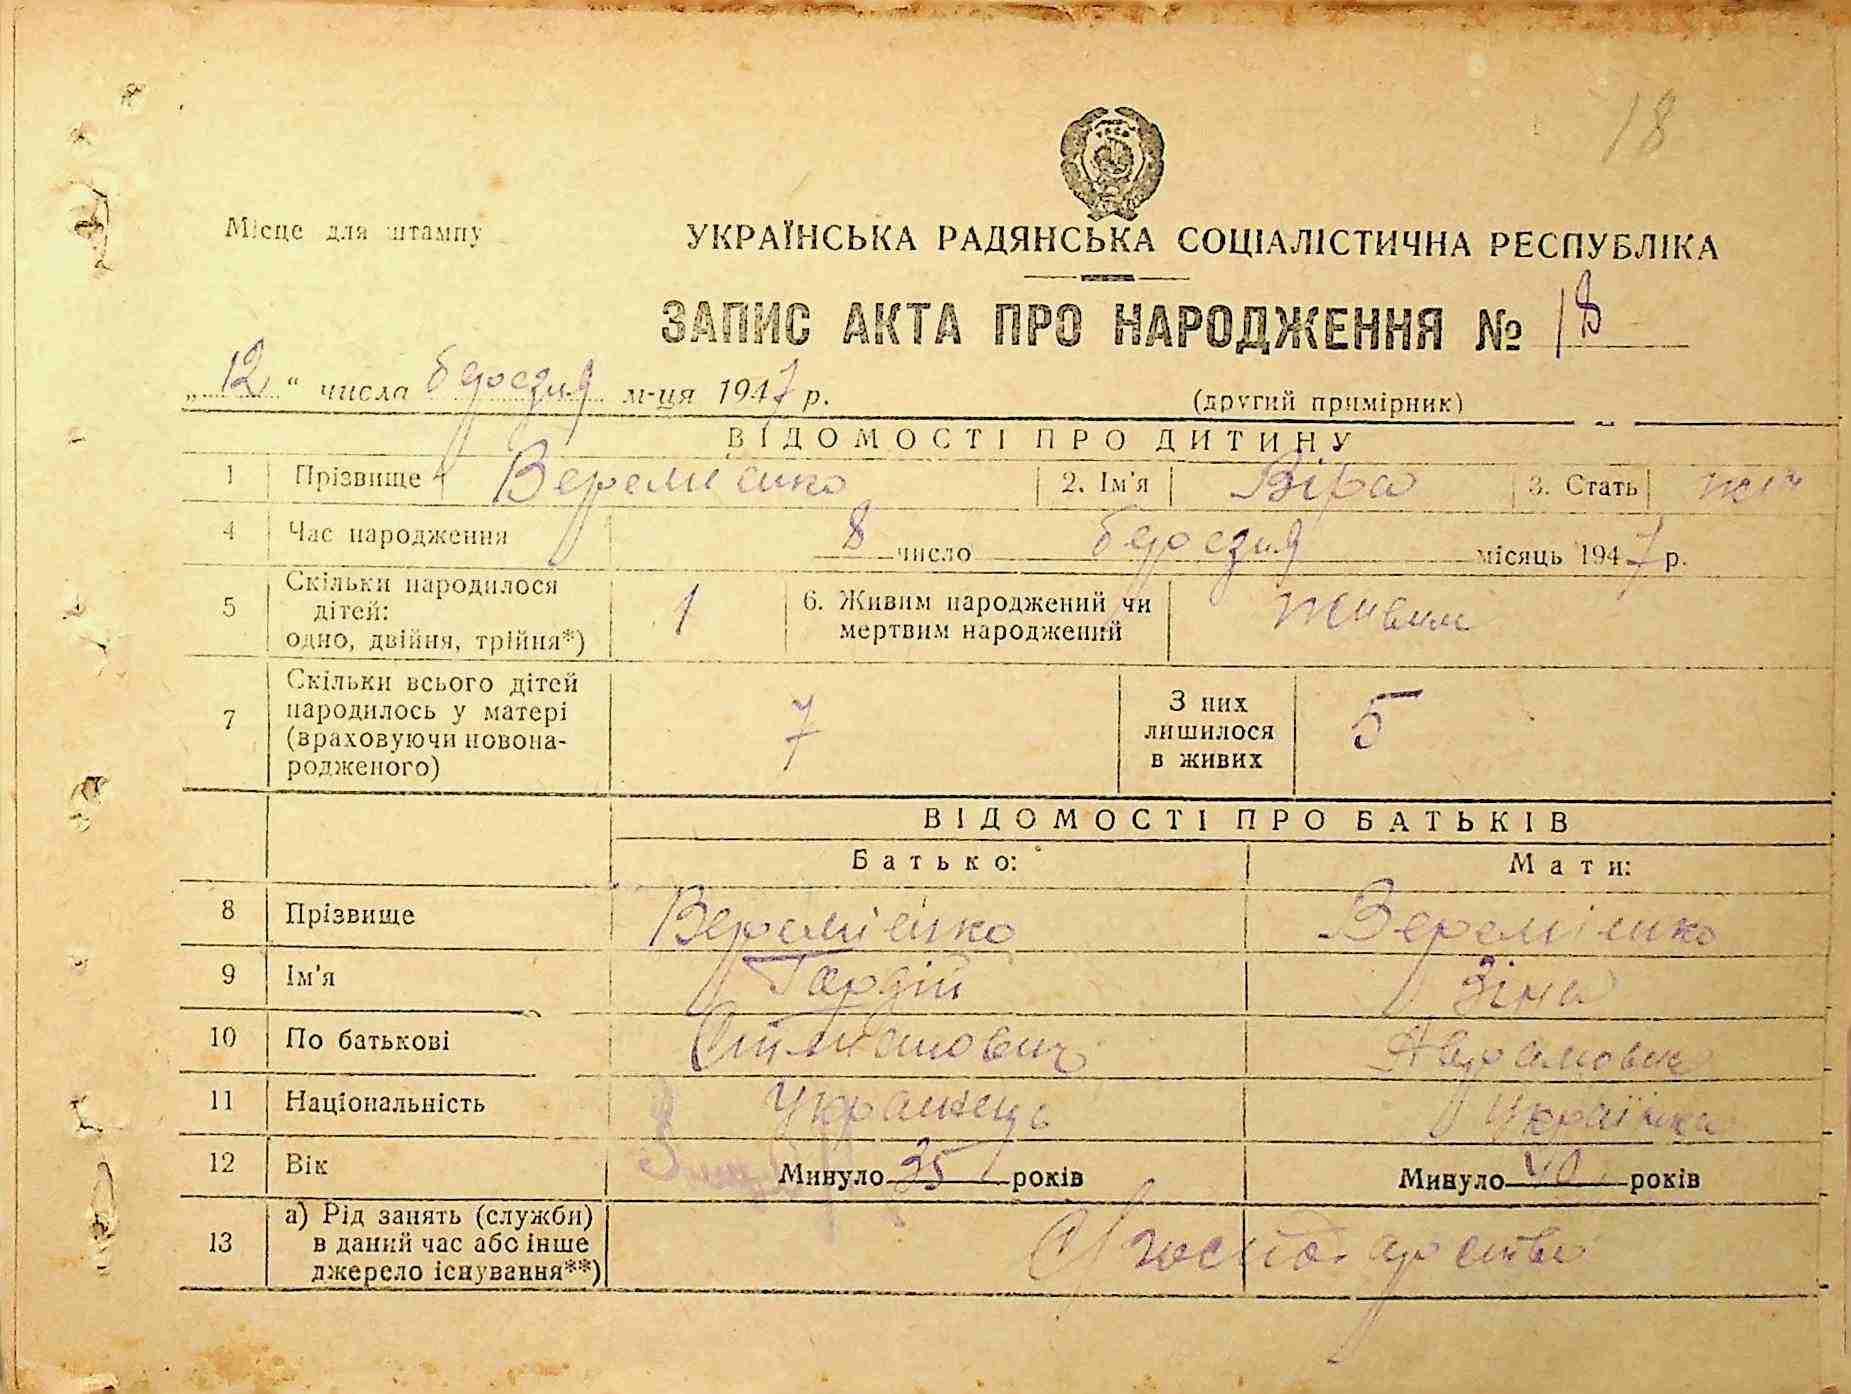 18
Місце для штампу
УКРАЇНСЬКА РАДЯНСЬКА СОЦІАЛІСТИЧНА РЕСПУБЛІКА
ЗАПИС АКТА ПРО НАРОДЖЕННЯ № 18
„12“ числа березня м-ця 1947 р.
(другий примірник)
ВІДОМОСТІ ПРО ДИТИНУ
1 Прізвище Веремієнко 2. Ім'я Віра 3. Стать жін
4 Час народження 8 число березня місяць 1947 р.
5 Скільки народилося
дітей:
одно, двійня, трійня*) 1
6. Живим народжений чи
мертвим народжений живим
7 Скільки всього дітей
народилось у матері
(враховуючи новона-
родженого) 7
З них
лишилося
в живих 5
ВІДОМОСТІ ПРО БАТЬКІВ
Батько: Мати:
8 Прізвище Веремієнко Веремієнко
9 Ім'я Гордій Зіна
10 По батькові
11 Національність Українець Українка
12 Вік Минуло 35 років Минуло 40 років
13 а) Рід занять (служби)
в даний час або інше
джерело існування**) господарство